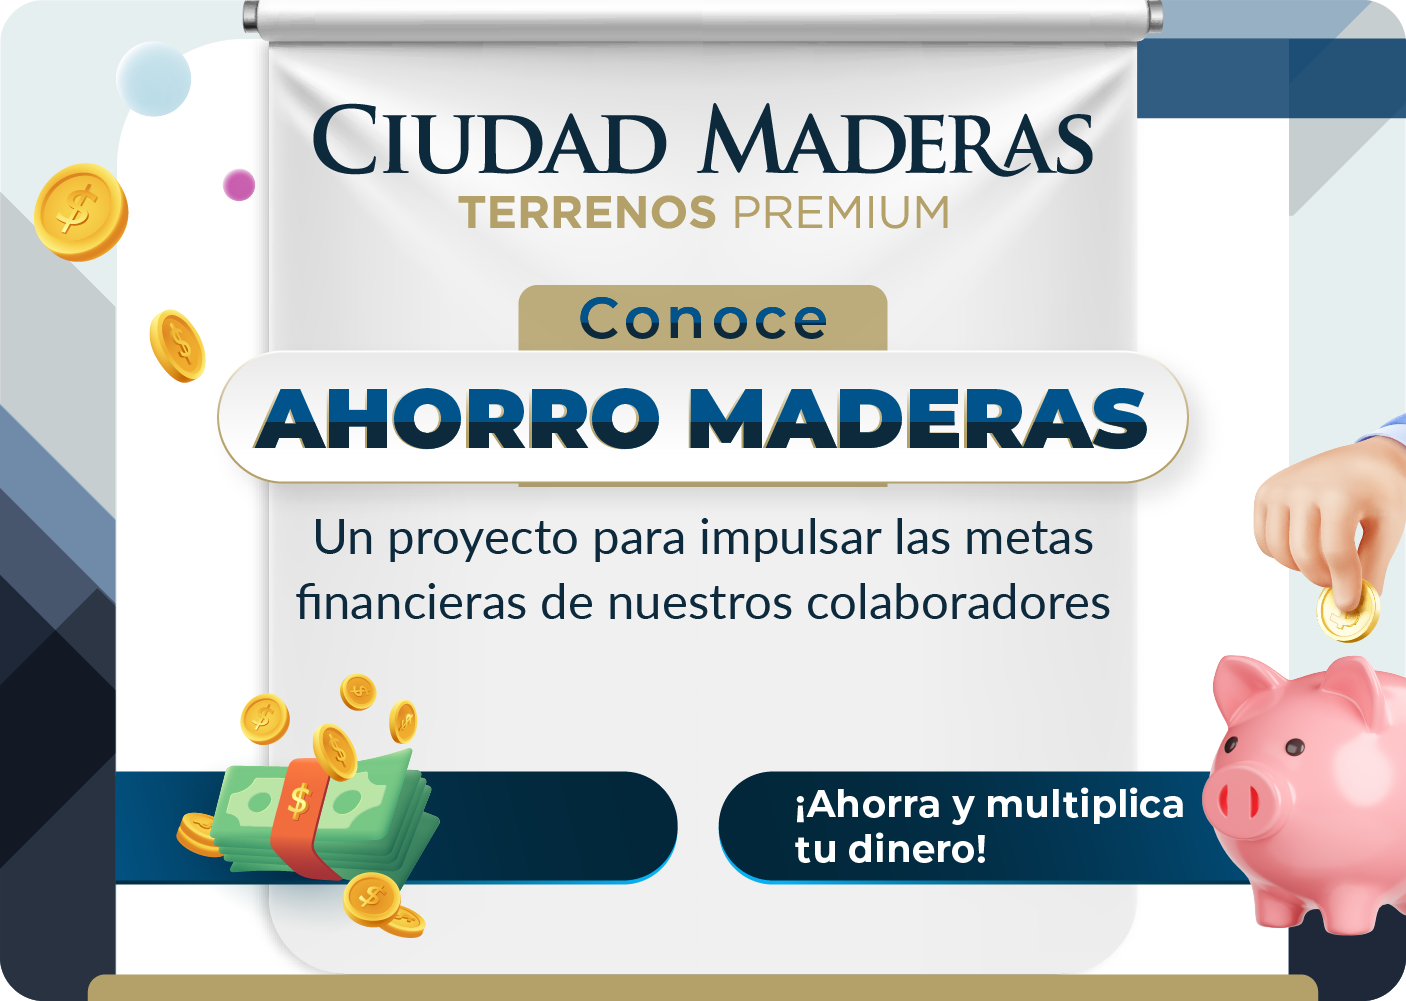 CIUDAD MADERAS
TERRENOS PREMIUM
Conoce
AHORRO MADERAS
Un proyecto para impulsar las metas
financieras de nuestros colaboradores
¡Ahorra y multiplica
tu dinero!